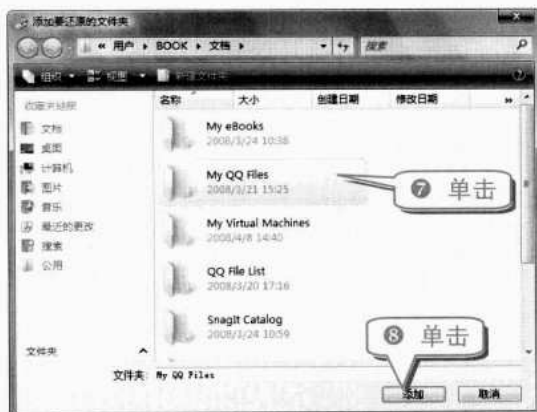 添加要还原的文件夹
« 用户 ▸ BOOK ▸ 文档 ▸
搜索
组织 视图 新建文件夹
收藏夹链接
文档
桌面
计算机
图片
音乐
最近的更改
搜索
公用
文件夹
名称 大小 创建日期 修改日期 »
My eBooks
2008/3/24 10:38
My QQ Files
2008/3/21 15:25
❼ 单击
My Virtual Machines
2008/4/8 14:40
QQ File List
2008/3/20 17:16
SnagIt Catalog
2008/3/24 10:59
❽ 单击
文件夹: My QQ Files
添加 取消